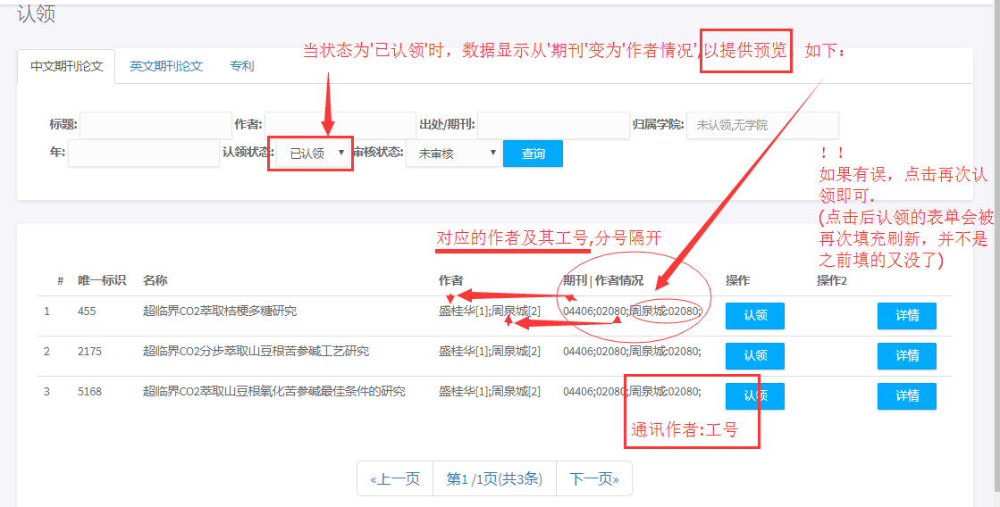 认领
当状态为'已认领'时，数据显示从'期刊'变为'作者情况',以提供预览。如下：
中文期刊论文 英文期刊论文 专利
标题: 作者: 出处/期刊: 归属学院: 未认领,无学院
年: 认领状态: 已认领 审核状态: 未审核 查询
！！
如果有误，点击再次认
领即可.
(点击后认领的表单会被
再次填充刷新，并不是
之前填的又没了)
对应的作者及其工号,分号隔开
# 唯一标识 名称 作者 期刊 | 作者情况 操作 操作2
1 455 超临界CO2萃取桔梗多糖研究 盛桂华[1];周泉城[2] 04406;02080;周泉城:02080; 认领 详情
2 2175 超临界CO2分步萃取山豆根苦参碱工艺研究 盛桂华[1];周泉城[2] 04406;02080;周泉城:02080; 认领 详情
3 5168 超临界CO2萃取山豆根氧化苦参碱最佳条件的研究 盛桂华[1];周泉城[2] 04406;02080;周泉城:02080; 认领 详情
通讯作者:工号
«上一页 第1 /1页(共3条) 下一页»